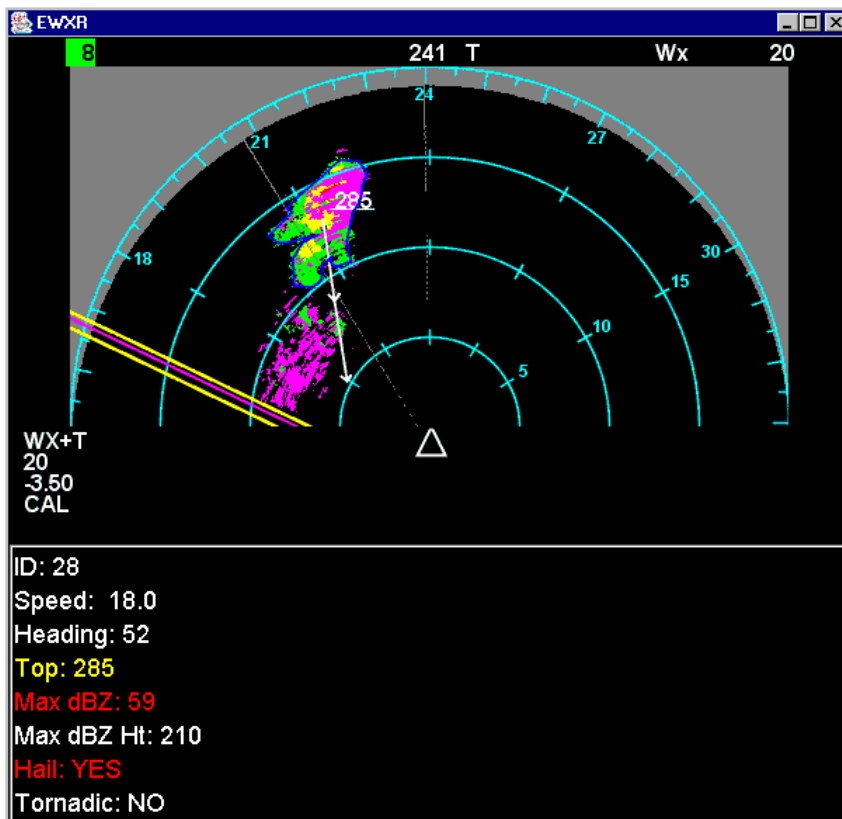 EWXR
8 241 T Wx 20
24
21
27
285
18
30
15
10
5
WX+T
20
-3.50
CAL
ID: 28
Speed: 18.0
Heading: 52
Top: 285
Max dBZ: 59
Max dBZ Ht: 210
Hail: YES
Tornadic: NO